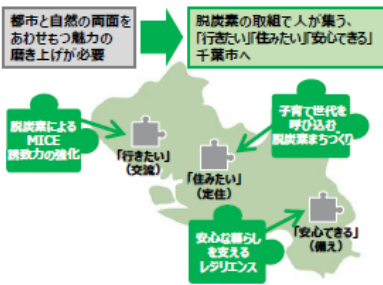 都市と自然の両面を
あわせもつ魅力の
磨き上げが必要
脱炭素の取組で人が集う、
「行きたい」「住みたい」「安心できる」
千葉市へ
脱炭素による
MICE
誘致力の強化
「行きたい」
(交流)
子育て世代を
呼び込む
脱炭素まちづくり
「住みたい」
(定住)
安心な暮らし
を支える
レジリエンス
「安心できる」
(備え)